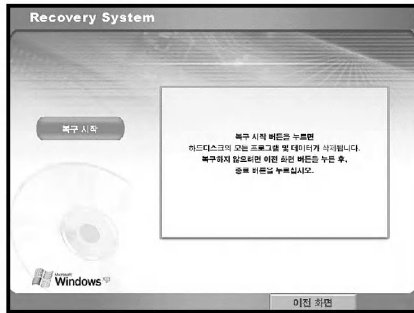 Recovery System
복구 시작
복구 시작 버튼을 누르면
하드디스크의 모든 프로그램 및 데이터가 삭제됩니다.
복구하지 않으려면 이전 화면 버튼을 누른 후,
종료 버튼을 누르십시오.
Microsoft
Windows xp
이전 화면